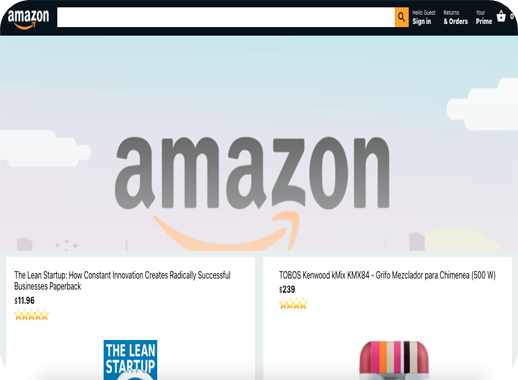 amazon
Hello Guest
Sign in
Returns
& Orders
Your
Prime
0
amazon
The Lean Startup: How Constant Innovation Creates Radically Successful
Businesses Paperback
$11.96
TOBOS Kenwood kMix KMX84 - Grifo Mezclador para Chimenea (500 W)
$239
THE LEAN
STARTUP